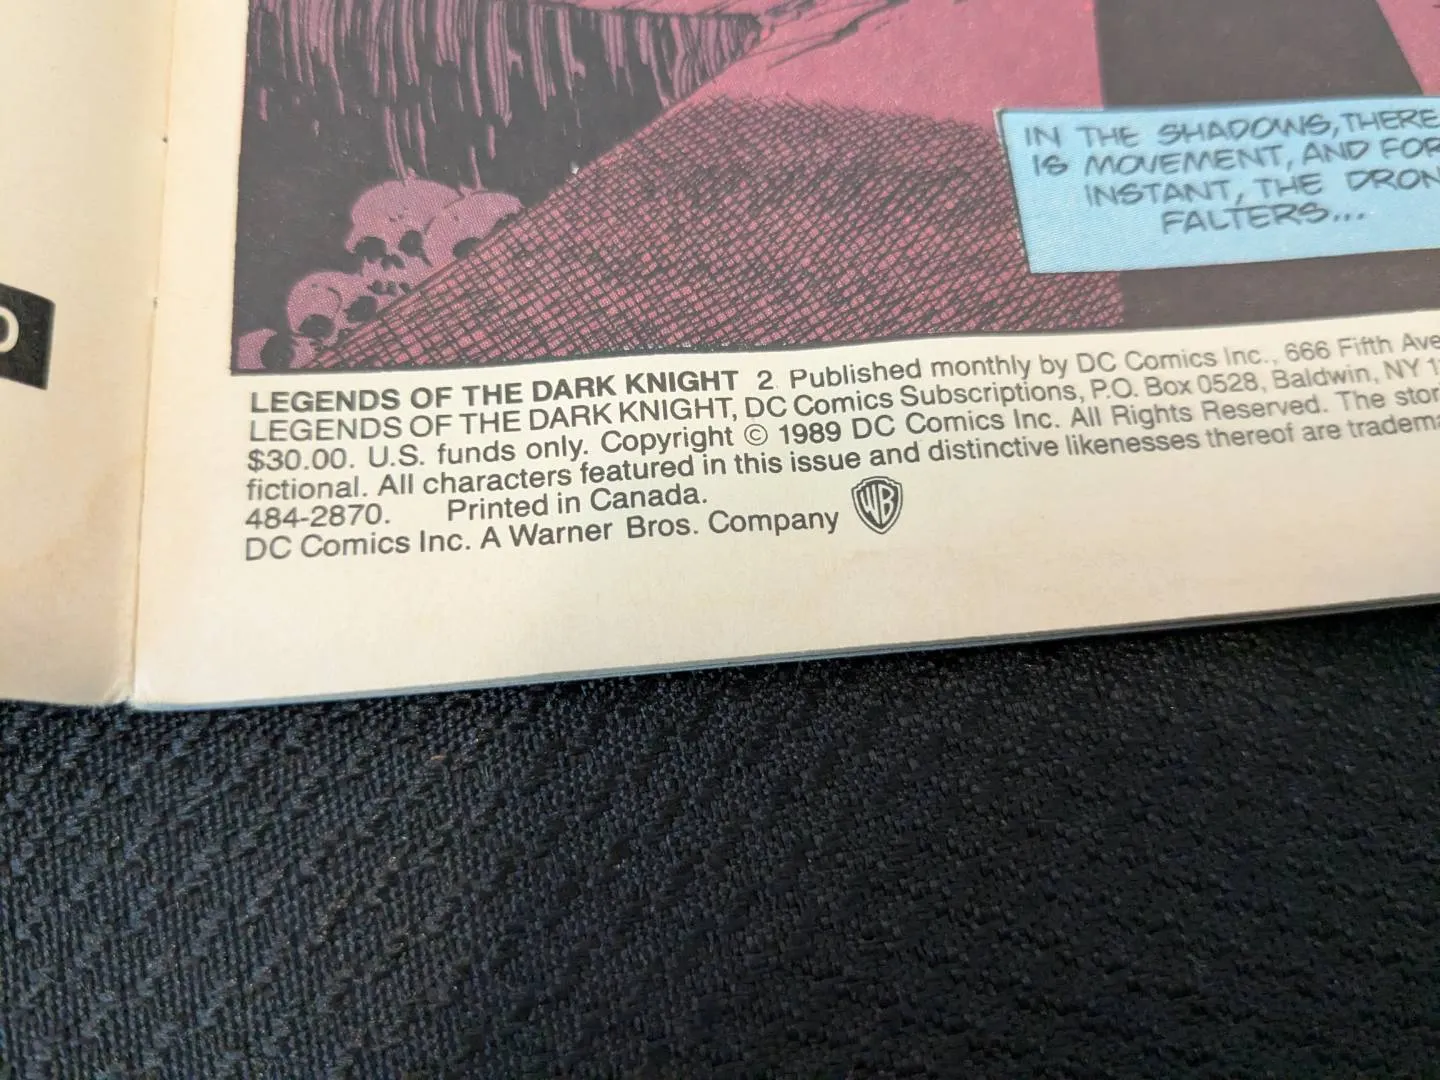 IN THE SHADOWS, THERE
IS MOVEMENT, AND FOR
INSTANT, THE DRON
FALTERS...
O
LEGENDS OF THE DARK KNIGHT 2 Published monthly by DC Comics Inc., 666 Fifth Ave
LEGENDS OF THE DARK KNIGHT, DC Comics Subscriptions, P.O. Box 0528, Baldwin, NY 1
$30.00. U.S. funds only. Copyright © 1989 DC Comics Inc. All Rights Reserved. The stor
fictional. All characters featured in this issue and distinctive likenesses thereof are tradema
484-2870. Printed in Canada.
DC Comics Inc. A Warner Bros. Company WB